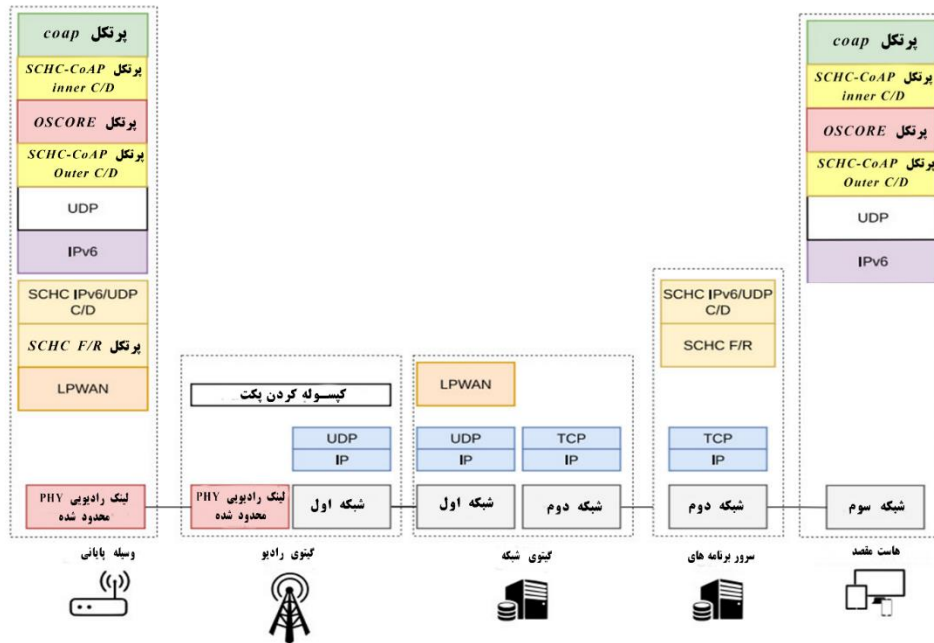 پرتکل coap
پرتکل SCHC-CoAP
inner C/D
پرتکل OSCORE
پرتکل SCHC-CoAP
Outer C/D
UDP
IPv6
SCHC IPv6/UDP
C/D
پرتکل SCHC F/R
LPWAN
لینک رادیویی PHY
محدود شده
وسیله پایانی
کپسوله کردن پکت
UDP
IP
لینک رادیویی PHY
محدود شده
شبکه اول
گیتوی رادیو
LPWAN
UDP
IP
TCP
IP
شبکه اول
شبکه دوم
گیتوی شبکه
SCHC IPv6/UDP
C/D
SCHC F/R
TCP
IP
شبکه دوم
سرور برنامه های
پرتکل coap
پرتکل SCHC-CoAP
inner C/D
پرتکل OSCORE
پرتکل SCHC-CoAP
Outer C/D
UDP
IPv6
شبکه سوم
هاست مقصد